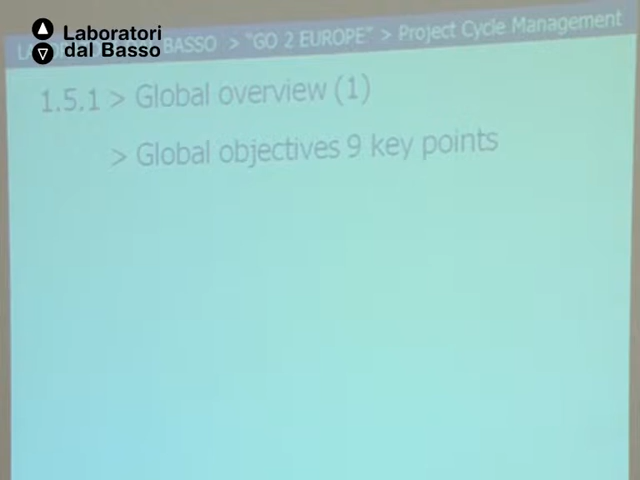 Laboratori
dal Basso
BASSO > "GO 2 EUROPE" > Project Cycle Management
1.5.1 > Global overview (1)
> Global objectives 9 key points